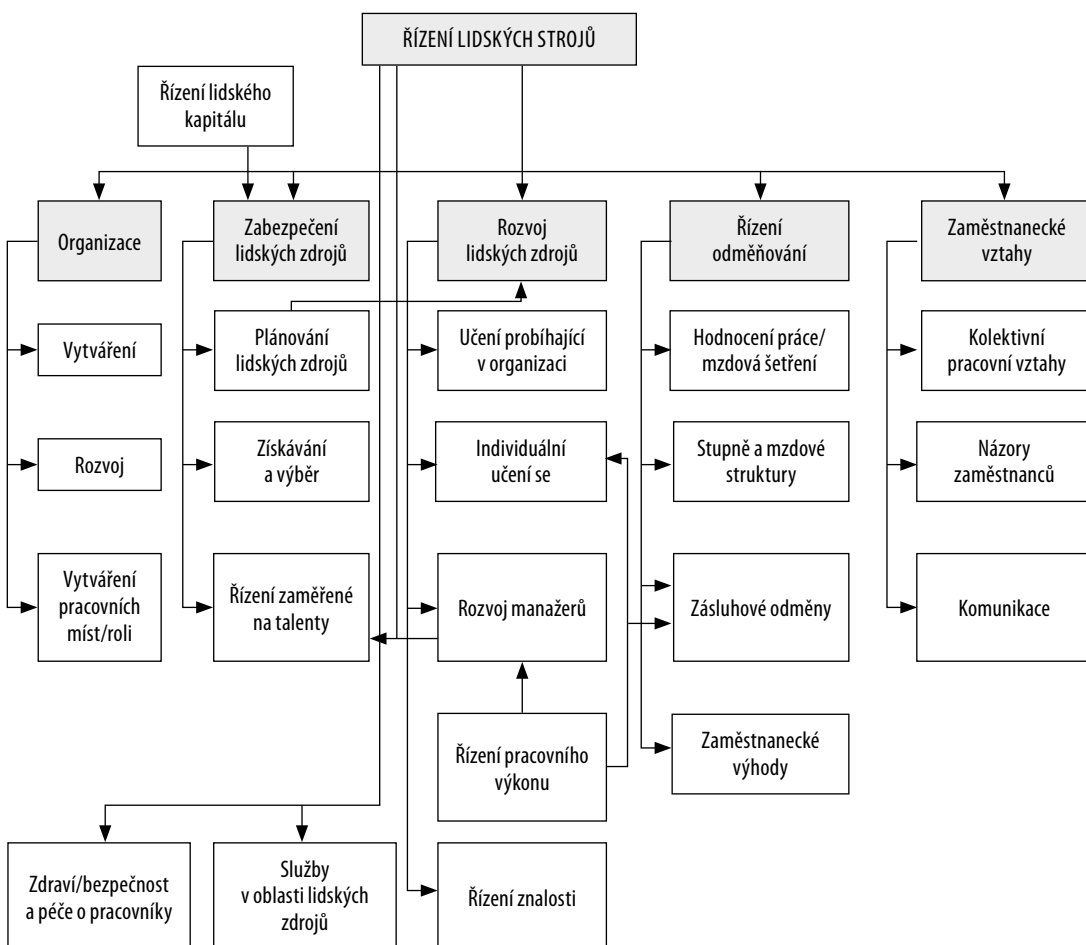 ŘÍZENÍ LIDSKÝCH STROJŮ
Řízení lidského
kapitálu
Organizace
Zabezpečení
lidských zdrojů
Rozvoj
lidských zdrojů
Řízení
odměňování
Zaměstnanecké
vztahy
Vytváření
Plánování
lidských zdrojů
Učení probíhající
v organizaci
Hodnocení práce/
mzdová šetření
Kolektivní
pracovní vztahy
Rozvoj
Získávání
a výběr
Individuální
učení se
Stupně a mzdové
struktury
Názory
zaměstnanců
Vytváření
pracovních
míst/roli
Řízení zaměřené
na talenty
Rozvoj manažerů
Zásluhové odměny
Komunikace
Řízení pracovního
výkonu
Zaměstnanecké
výhody
Zdraví/bezpečnost
a péče o pracovníky
Služby
v oblasti lidských
zdrojů
Řízení znalosti